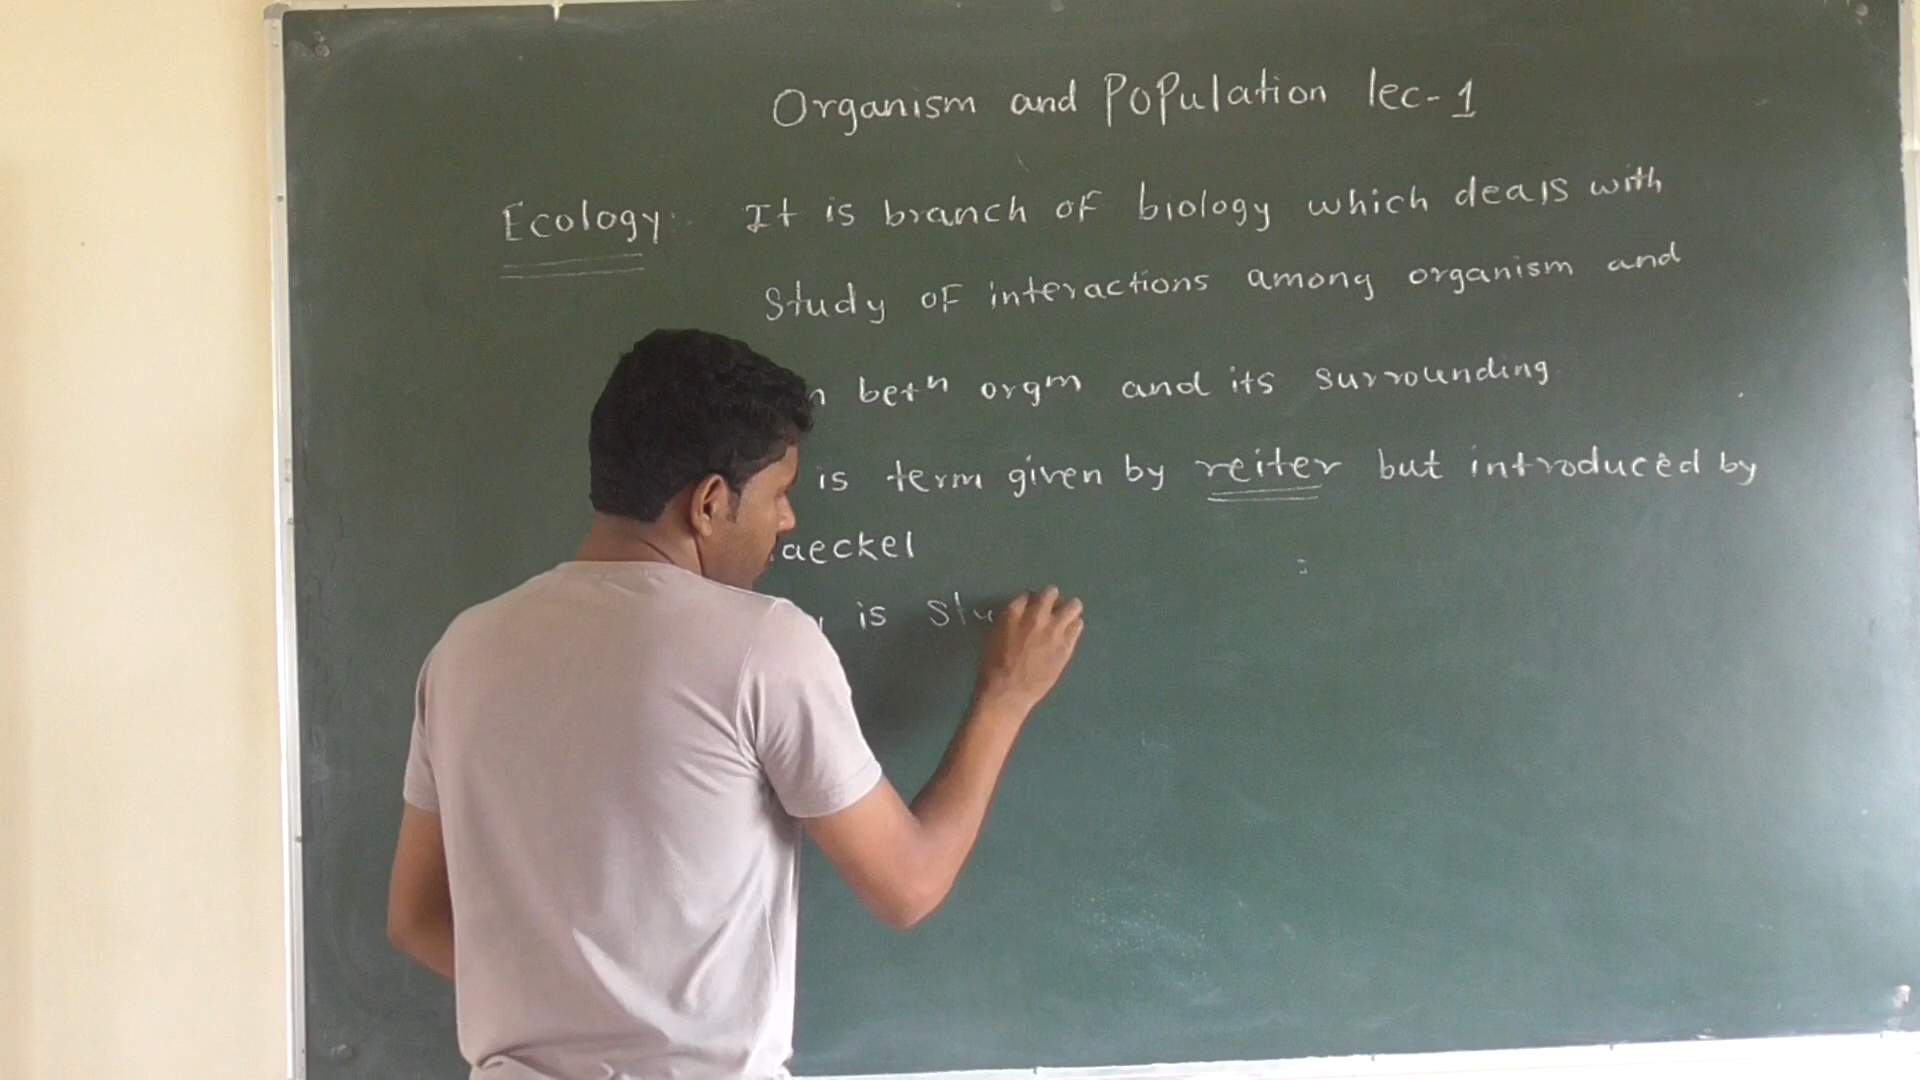 Organism and Population lec-1
Ecology: It is branch of biology which deals with
Study of interactions among organism and
betn orgm and its surrounding
is term given by reiter but introduced by
aeckel
is stu